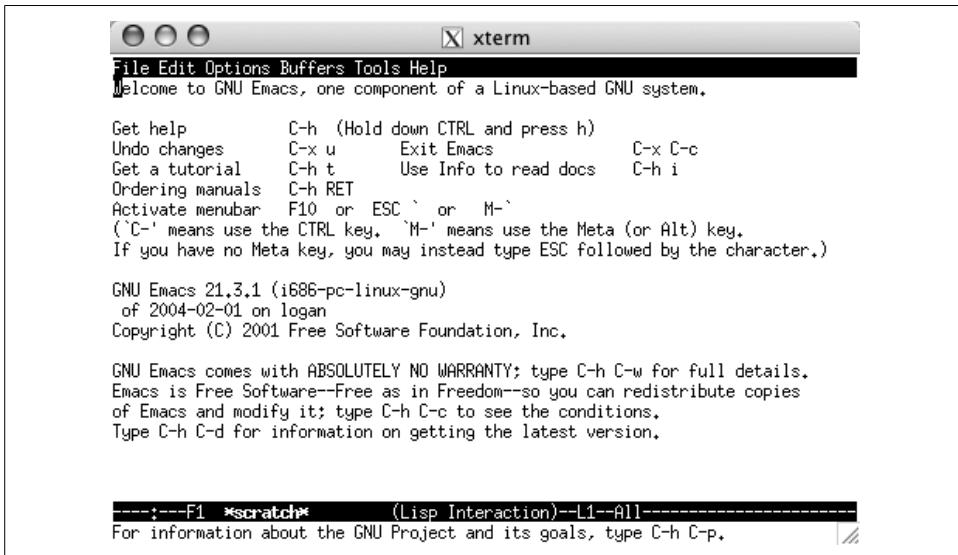 X xterm
File Edit Options Buffers Tools Help
Welcome to GNU Emacs, one component of a Linux-based GNU system.
Get help C-h (Hold down CTRL and press h)
Undo changes C-x u Exit Emacs C-x C-c
Get a tutorial C-h t Use Info to read docs C-h i
Ordering manuals C-h RET
Activate menubar F10 or ESC ` or M-`
(`C-' means use the CTRL key. `M-' means use the Meta (or Alt) key.
If you have no Meta key, you may instead type ESC followed by the character.)
GNU Emacs 21.3.1 (i686-pc-linux-gnu)
of 2004-02-01 on logan
Copyright (C) 2001 Free Software Foundation, Inc.
GNU Emacs comes with ABSOLUTELY NO WARRANTY; type C-h C-w for full details.
Emacs is Free Software--Free as in Freedom--so you can redistribute copies
of Emacs and modify it; type C-h C-c to see the conditions.
Type C-h C-d for information on getting the latest version.
----:---F1 *scratch* (Lisp Interaction)--L1--All------------------------
For information about the GNU Project and its goals, type C-h C-p.